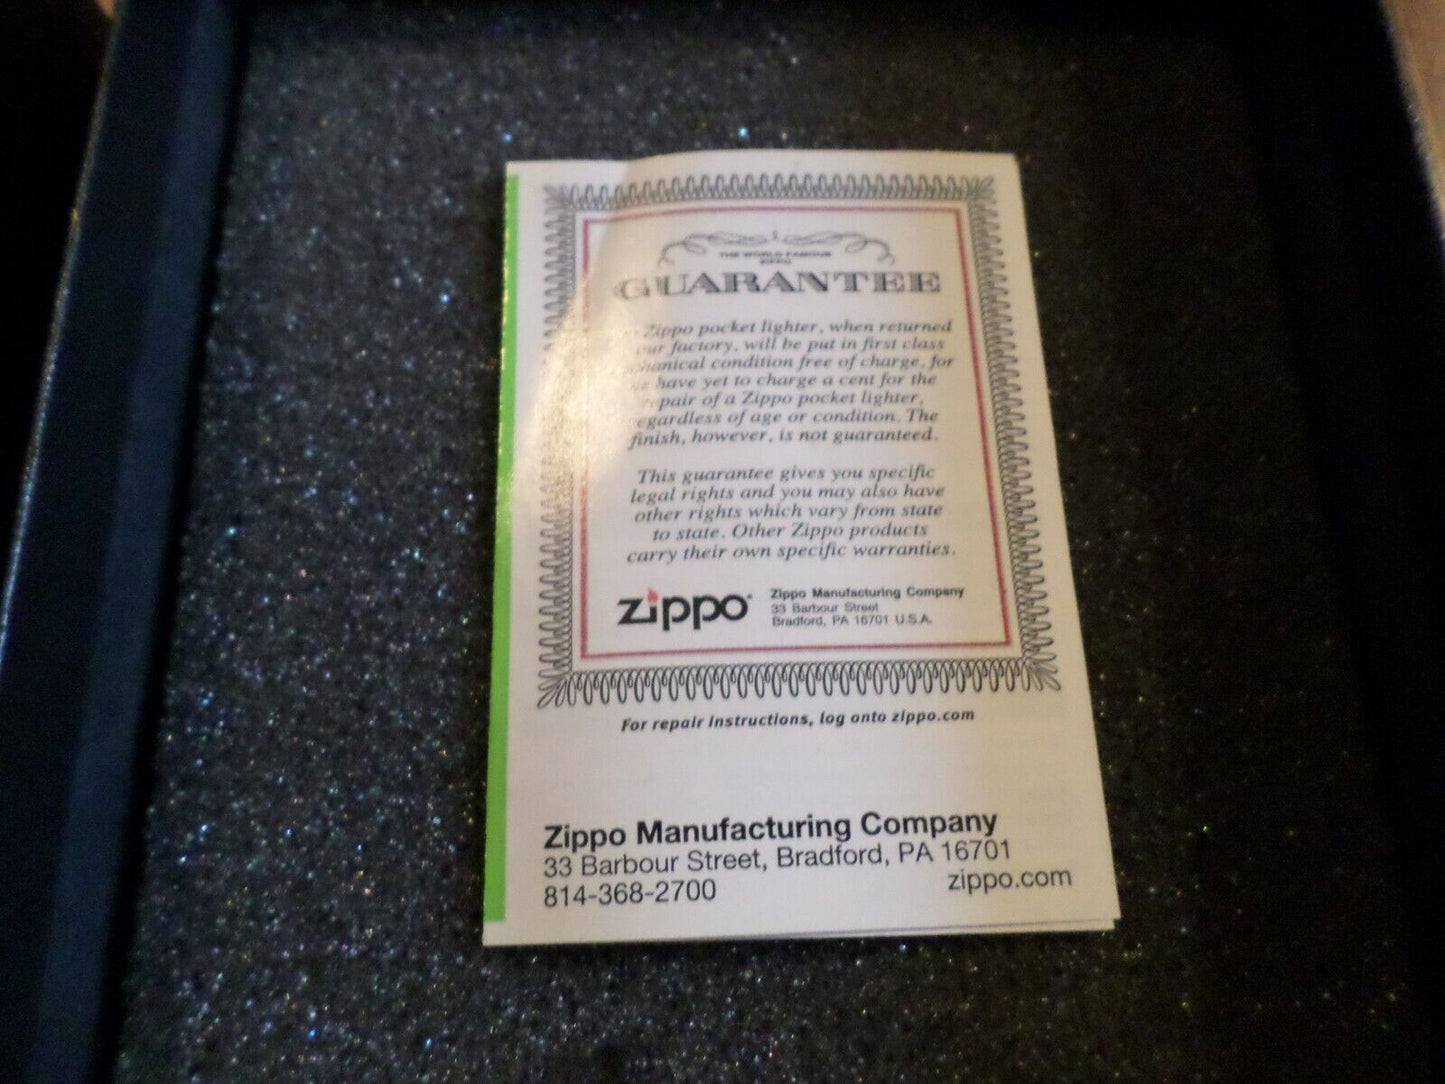 THE WORLD FAMOUS
ZIPPO
GUARANTEE
Zippo pocket lighter, when returned
our factory, will be put in first class
condition free of charge, for
have yet to charge a cent for the
repair of a Zippo pocket lighter,
regardless of age or condition. The
finish, however, is not guaranteed.
This guarantee gives you specific
legal rights and you may also have
other rights which vary from state
to state. Other Zippo products
carry their own specific warranties.
zippo
Zippo Manufacturing Company
33 Barbour Street
Bradford, PA 16701 U.S.A.
For repair instructions, log onto zippo.com
Zippo Manufacturing Company
33 Barbour Street, Bradford, PA 16701
814-368-2700 zippo.com